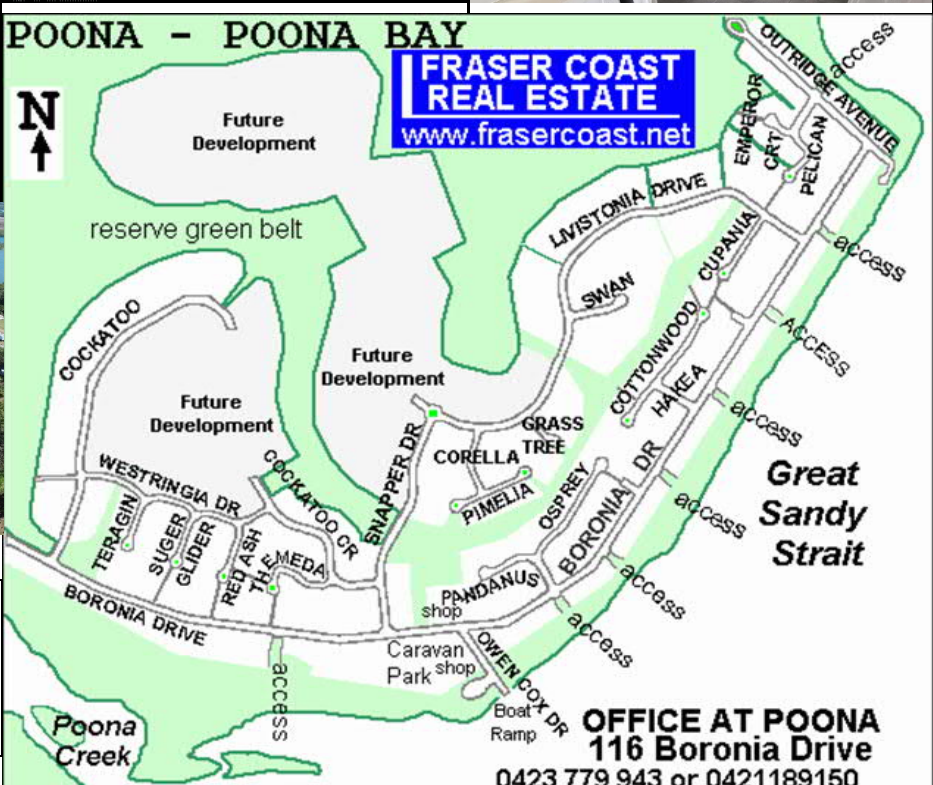 POONA - POONA BAY
FRASER COAST
REAL ESTATE
www.frasercoast.net
N
OUTRIDGE AVENUE
access
EMPEROR
CRT
PELICAN
Future
Development
reserve green belt
LIVISTONIA DRIVE
CUPANIA
access
SWAN
COCKATOO
COTTONWOOD
ACCESS
Future
Development
HAKEA
access
Future
Development
GRASS
TREE
CORELLA
SNAPPER DR
PIMELIA
OSPREY
BORONIA DR
access
Great
Sandy
Strait
WESTRINGIA DR
COCKATOO CR
TERAGIN
SUGER
GLIDER
RED ASH
THE MEDA
PANDANUS
access
access
BORONIA DRIVE
shop
Caravan
Park
shop
OWEN COX DR
access
Boat
Ramp
Poona
Creek
OFFICE AT POONA
116 Boronia Drive
0423 779 943 or 0421189150